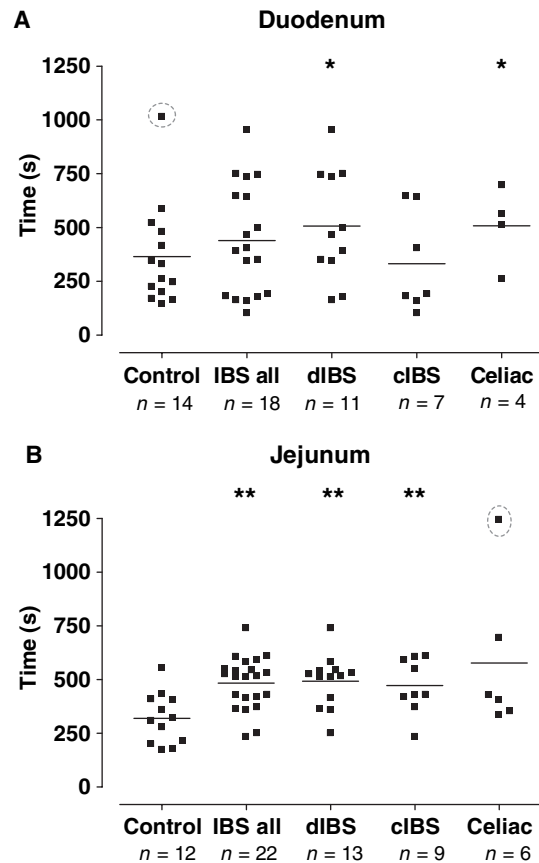 A
Duodenum
* *
1250
1000
750
500
250
0
Time (s)
Control IBS all dIBS cIBS Celiac
n = 14 n = 18 n = 11 n = 7 n = 4
B
Jejunum
** ** **
1250
1000
750
500
250
0
Time (s)
Control IBS all dIBS cIBS Celiac
n = 12 n = 22 n = 13 n = 9 n = 6